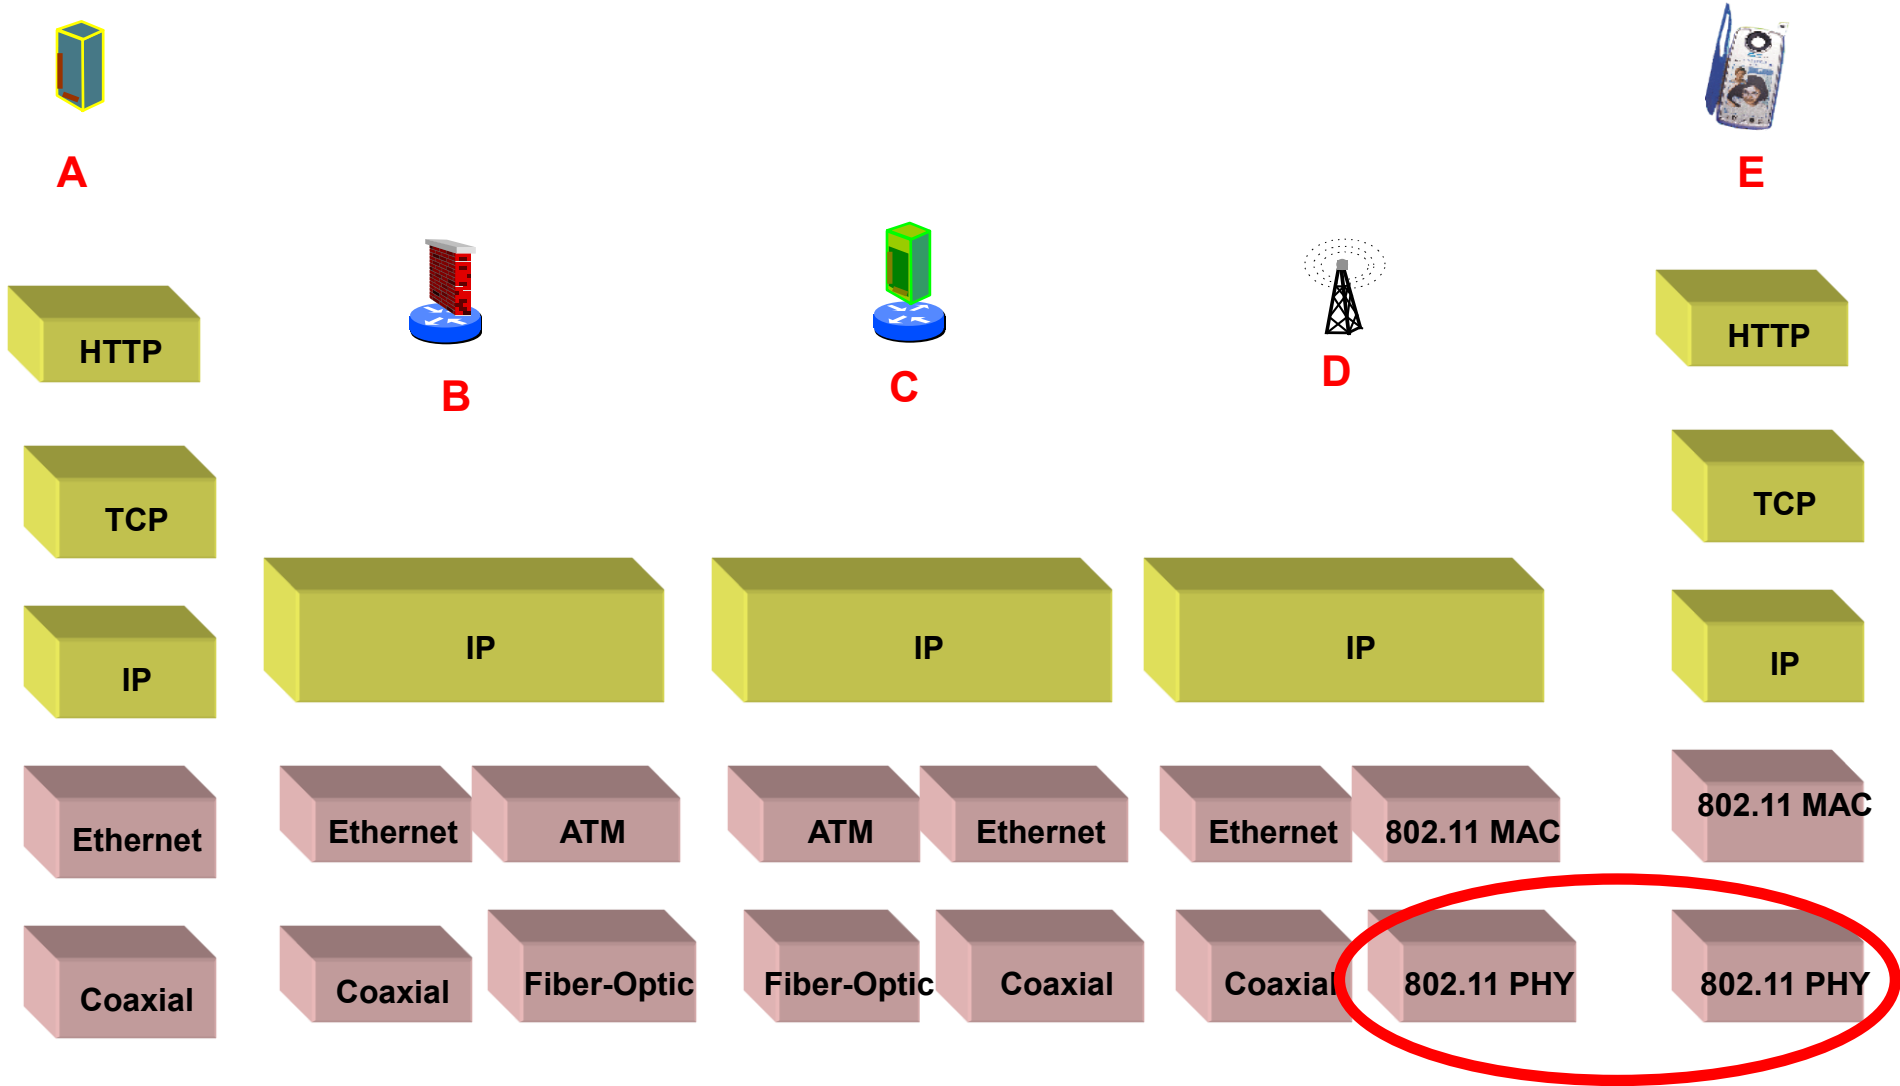 A
E
B
C
D
HTTP
HTTP
TCP
TCP
IP
IP
IP
IP
IP
Ethernet
Ethernet
ATM
ATM
Ethernet
Ethernet
802.11 MAC
802.11 MAC
Coaxial
Coaxial
Fiber-Optic
Fiber-Optic
Coaxial
Coaxial
802.11 PHY
802.11 PHY